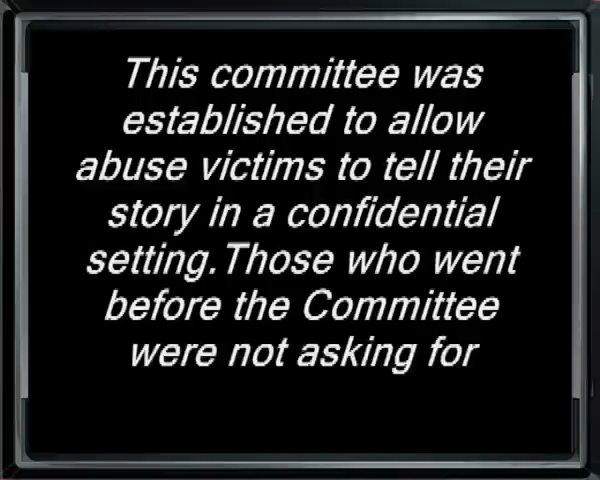 This committee was
established to allow
abuse victims to tell their
story in a confidential
setting.Those who went
before the Committee
were not asking for